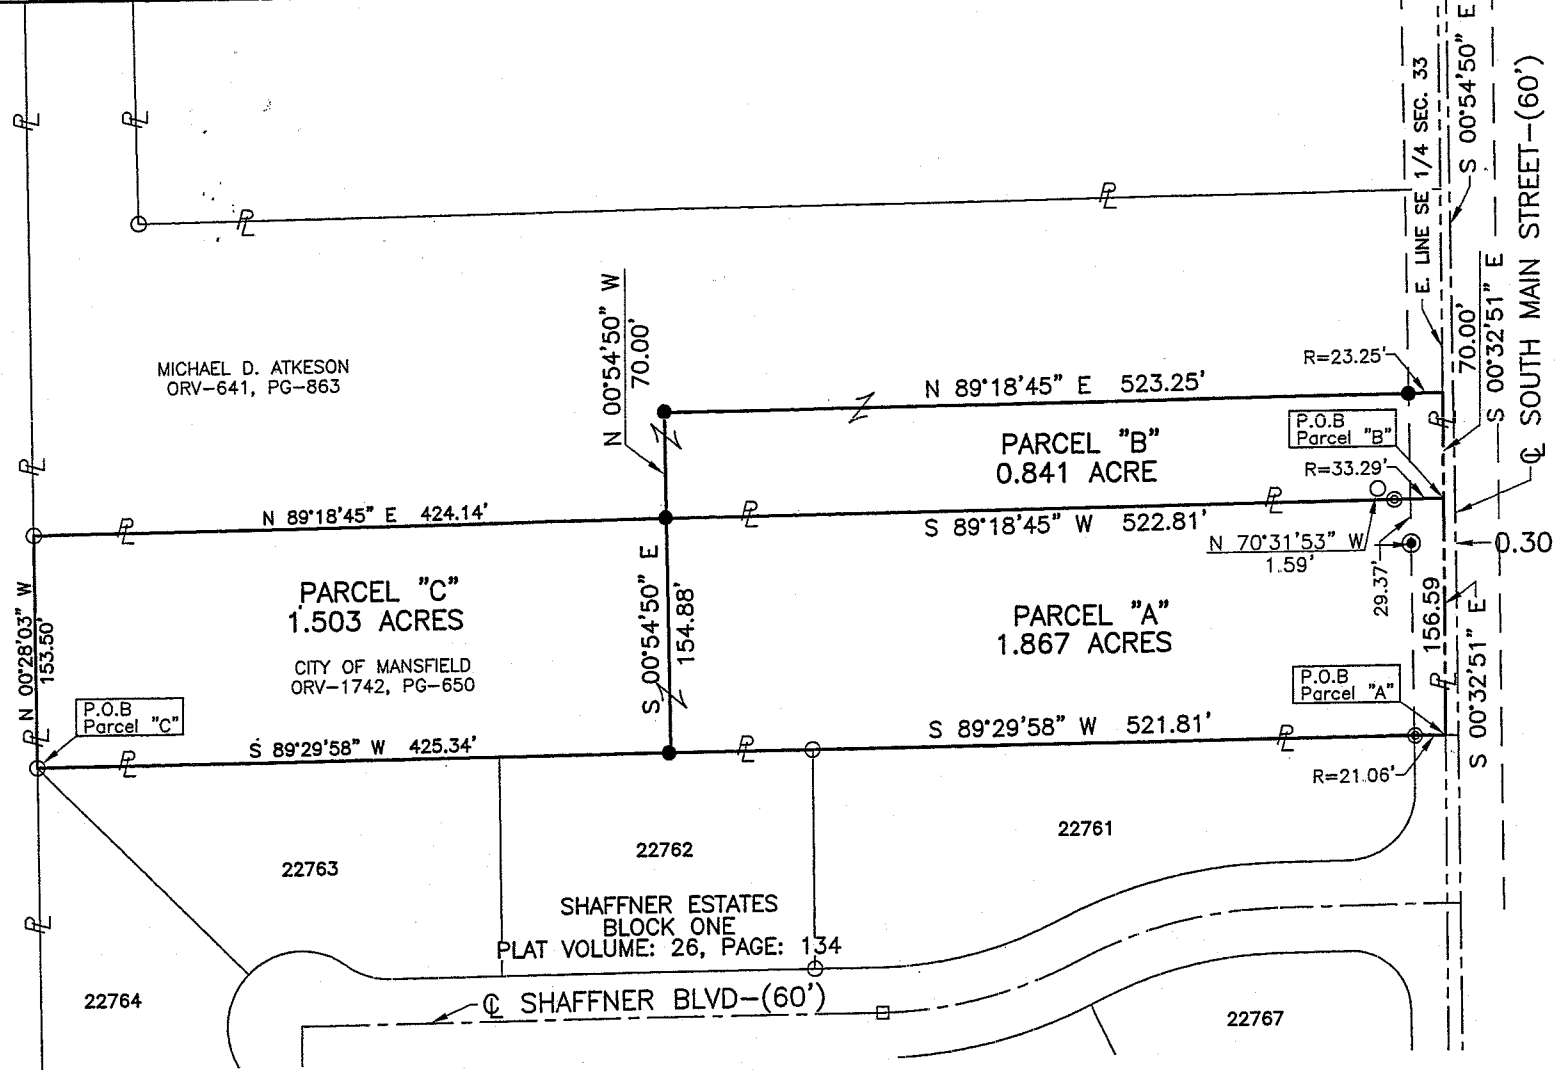 E. LINE SE 1/4 SEC. 33
S 00°54'50" E
SOUTH MAIN STREET-(60')
℄
MICHAEL D. ATKESON
ORV-641, PG-863
N 00°54'50" W
70.00'
R=23.25'
70.00'
S 00°32'51" E
N 89°18'45" E 523.25'
P.O.B
Parcel "B"
PARCEL "B"
0.841 ACRE
R=33.29'
N 89°18'45" E 424.14'
S 89°18'45" W 522.81'
N 70°31'53" W
1.59'
29.37'
0.30
N 00°28'03" W
153.50'
PARCEL "C"
1.503 ACRES
CITY OF MANSFIELD
ORV-1742, PG-650
S 00°54'50" E
154.88'
PARCEL "A"
1.867 ACRES
156.59
S 00°32'51" E
P.O.B
Parcel "A"
P.O.B
Parcel "C"
S 89°29'58" W 425.34'
S 89°29'58" W 521.81'
R=21.06'
22763
22762
22761
SHAFFNER ESTATES
BLOCK ONE
PLAT VOLUME: 26, PAGE: 134
22764
℄ SHAFFNER BLVD-(60')
22767